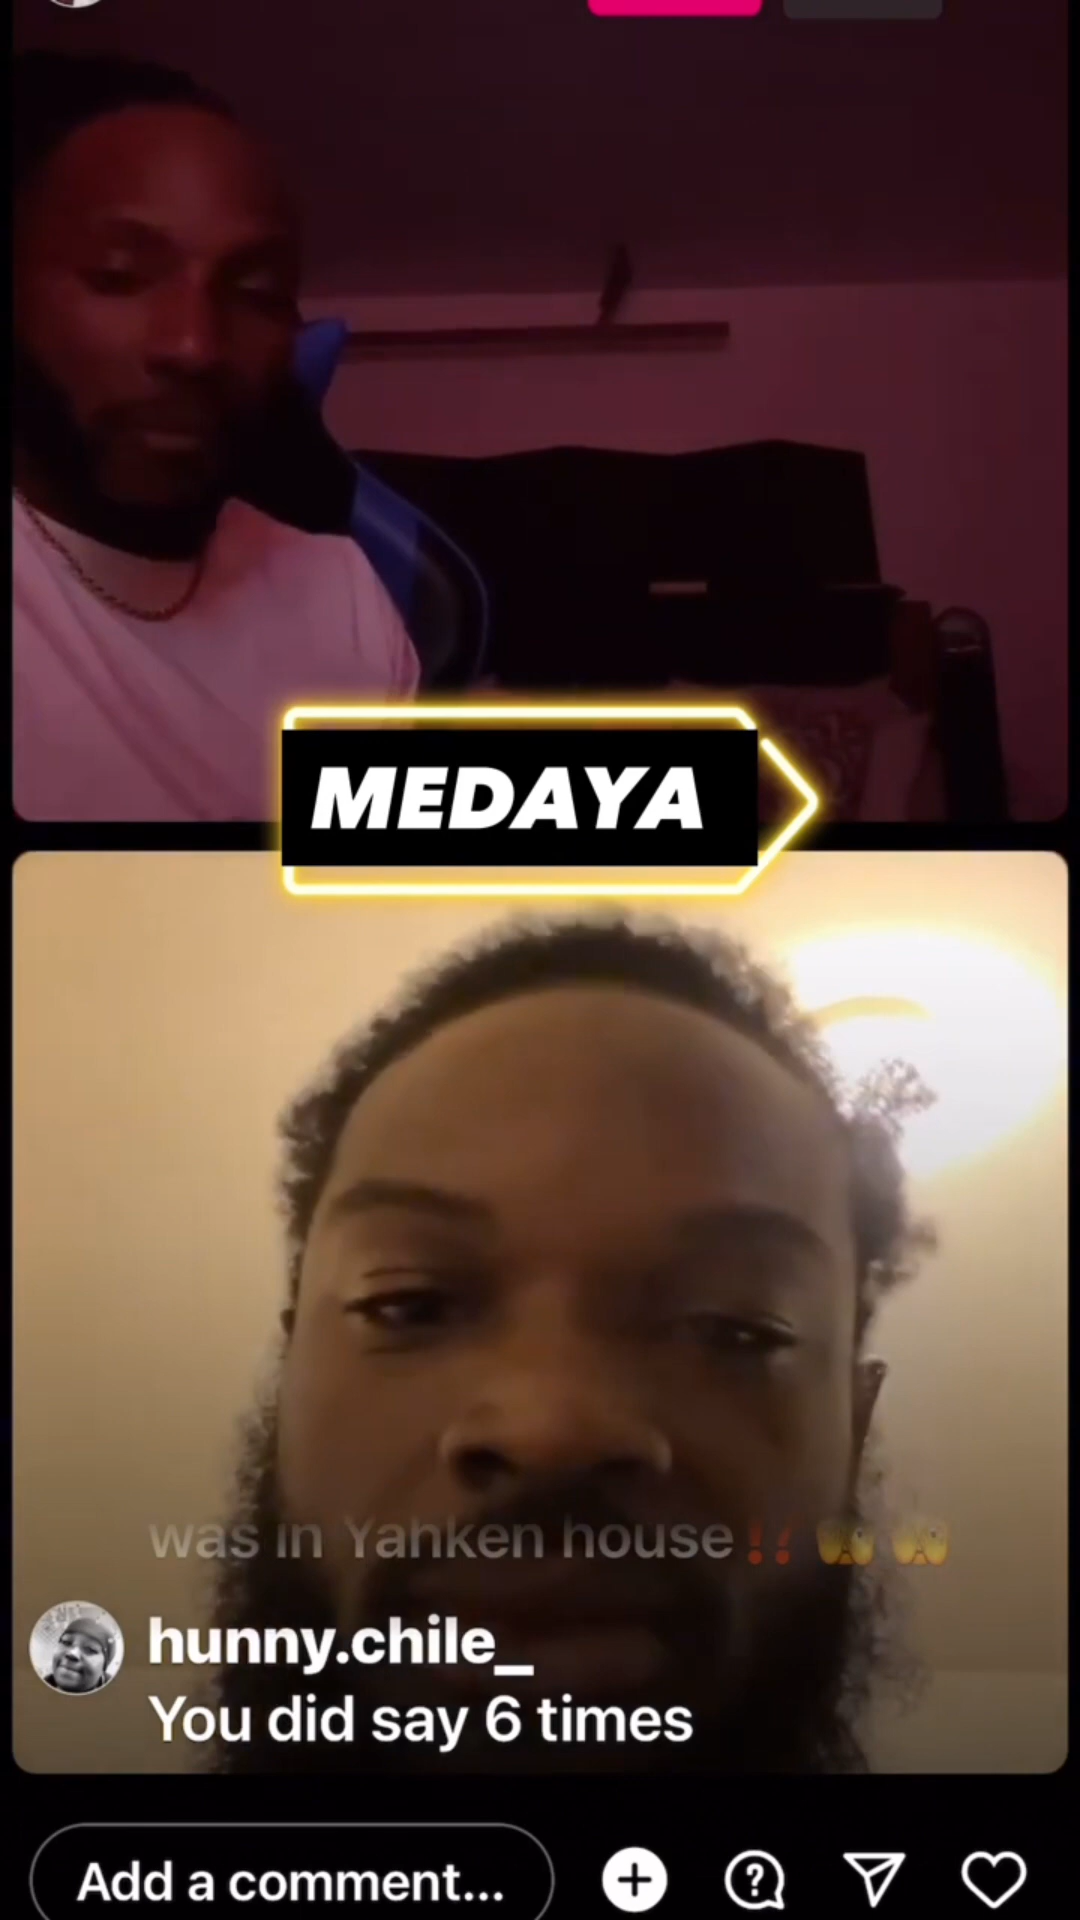 MEDAYA
was in Yahken house‼️😱😱
hunny.chile_
You did say 6 times
Add a comment...